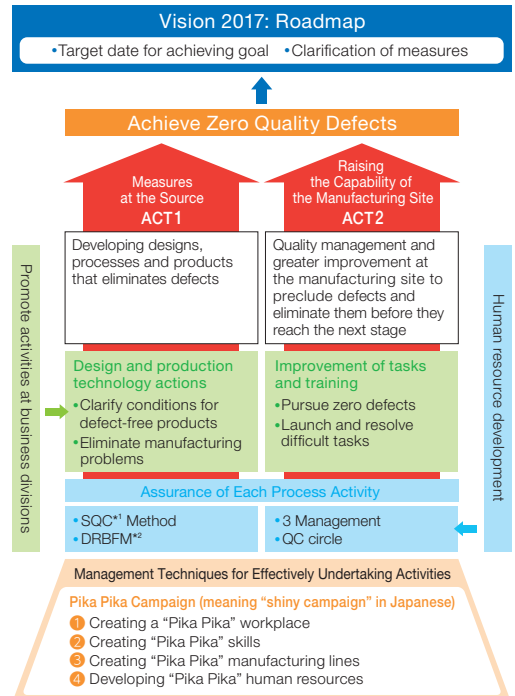 Vision 2017: Roadmap
•Target date for achieving goal •Clarification of measures
Achieve Zero Quality Defects
Measures
at the Source
ACT1
Raising
the Capability of
the Manufacturing Site
ACT2
Developing designs,
processes and products
that eliminates defects
Quality management and
greater improvement at
the manufacturing site to
preclude defects and
eliminate them before they
reach the next stage
Promote activities at business divisions
Design and production
technology actions
•Clarify conditions for
defect-free products
•Eliminate manufacturing
problems
Improvement of tasks
and training
•Pursue zero defects
•Launch and resolve
difficult tasks
Human resource development
Assurance of Each Process Activity
•SQC*1 Method
•DRBFM*2
•3 Management
•QC circle
Management Techniques for Effectively Undertaking Activities
Pika Pika Campaign (meaning “shiny campaign” in Japanese)
1 Creating a “Pika Pika” workplace
2 Creating “Pika Pika” skills
3 Creating “Pika Pika” manufacturing lines
4 Developing “Pika Pika” human resources